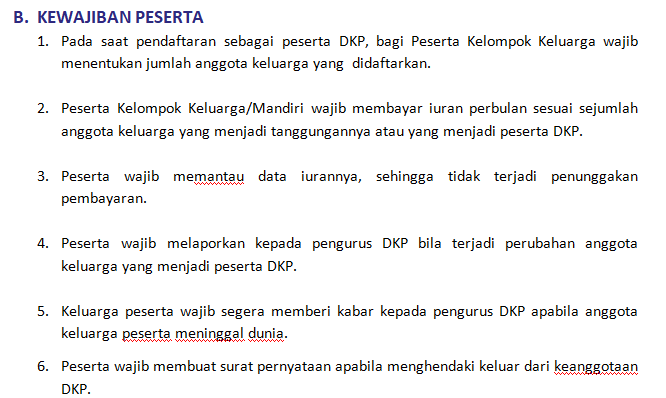 B. KEWAJIBAN PESERTA
1. Pada saat pendaftaran sebagai peserta DKP, bagi Peserta Kelompok Keluarga wajib
menentukan jumlah anggota keluarga yang didaftarkan.
2. Peserta Kelompok Keluarga/Mandiri wajib membayar iuran perbulan sesuai sejumlah
anggota keluarga yang menjadi tanggungannya atau yang menjadi peserta DKP.
3. Peserta wajib memantau data iurannya, sehingga tidak terjadi penunggakan
pembayaran.
4. Peserta wajib melaporkan kepada pengurus DKP bila terjadi perubahan anggota
keluarga yang menjadi peserta DKP.
5. Keluarga peserta wajib segera memberi kabar kepada pengurus DKP apabila anggota
keluarga peserta meninggal dunia.
6. Peserta wajib membuat surat pernyataan apabila menghendaki keluar dari keanggotaan
DKP.